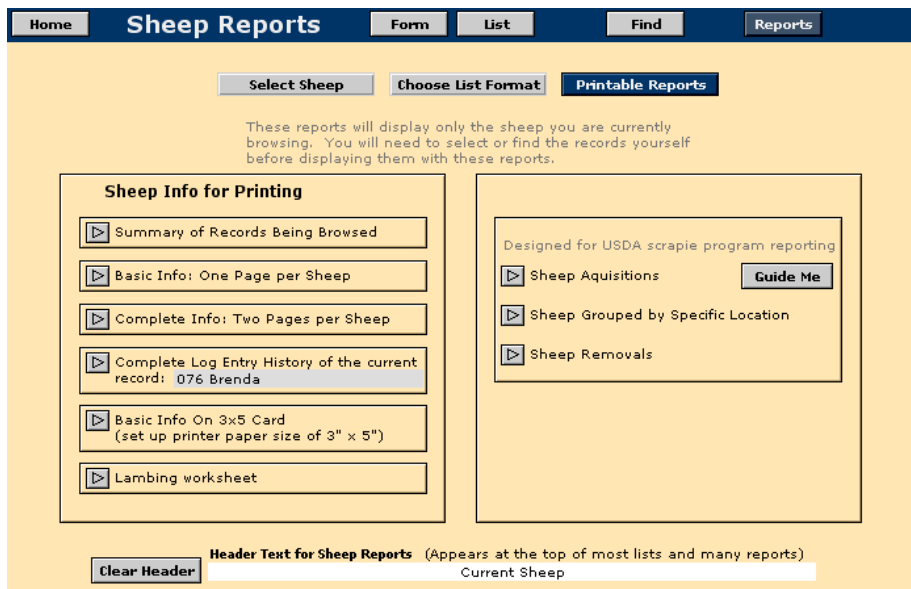 Home Sheep Reports Form List Find Reports
Select Sheep Choose List Format Printable Reports
These reports will display only the sheep you are currently
browsing. You will need to select or find the records yourself
before displaying them with these reports.
Sheep Info for Printing
Summary of Records Being Browsed
Basic Info: One Page per Sheep
Complete Info: Two Pages per Sheep
Complete Log Entry History of the current
record: 076 Brenda
Basic Info On 3x5 Card
(set up printer paper size of 3" x 5")
Lambing worksheet
Designed for USDA scrapie program reporting
Sheep Aquisitions Guide Me
Sheep Grouped by Specific Location
Sheep Removals
Header Text for Sheep Reports (Appears at the top of most lists and many reports)
Clear Header Current Sheep